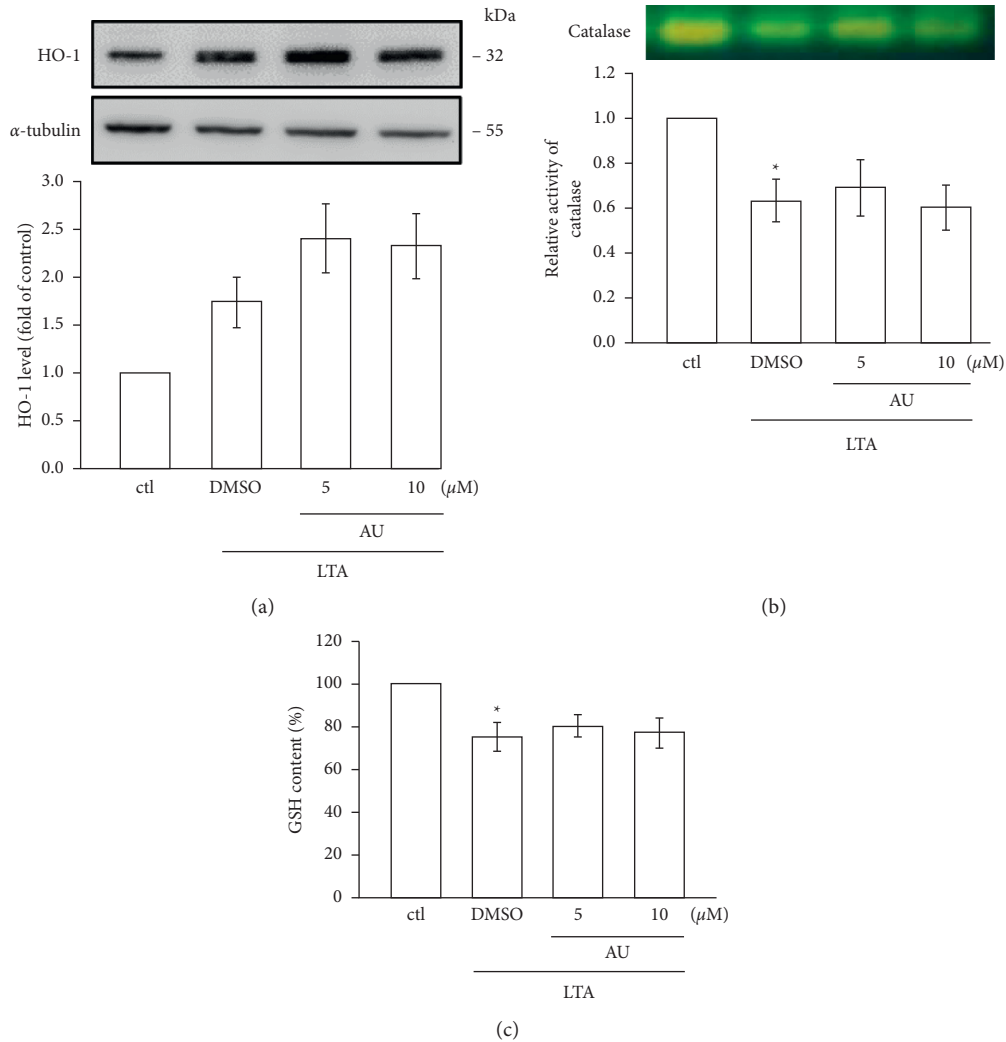 kDa
HO-1
– 32
α-tubulin
– 55
HO-1 level (fold of control)
3.0
2.5
2.0
1.5
1.0
0.5
0.0
ctl DMSO 5 10 (μM)
AU
LTA
(a)
Catalase
Relative activity of
catalase
1.2
1.0
0.8
0.6
0.4
0.2
0.0
*
ctl DMSO 5 10 (μM)
AU
LTA
(b)
GSH content (%)
120
100
80
60
40
20
0
*
ctl DMSO 5 10 (μM)
AU
LTA
(c)